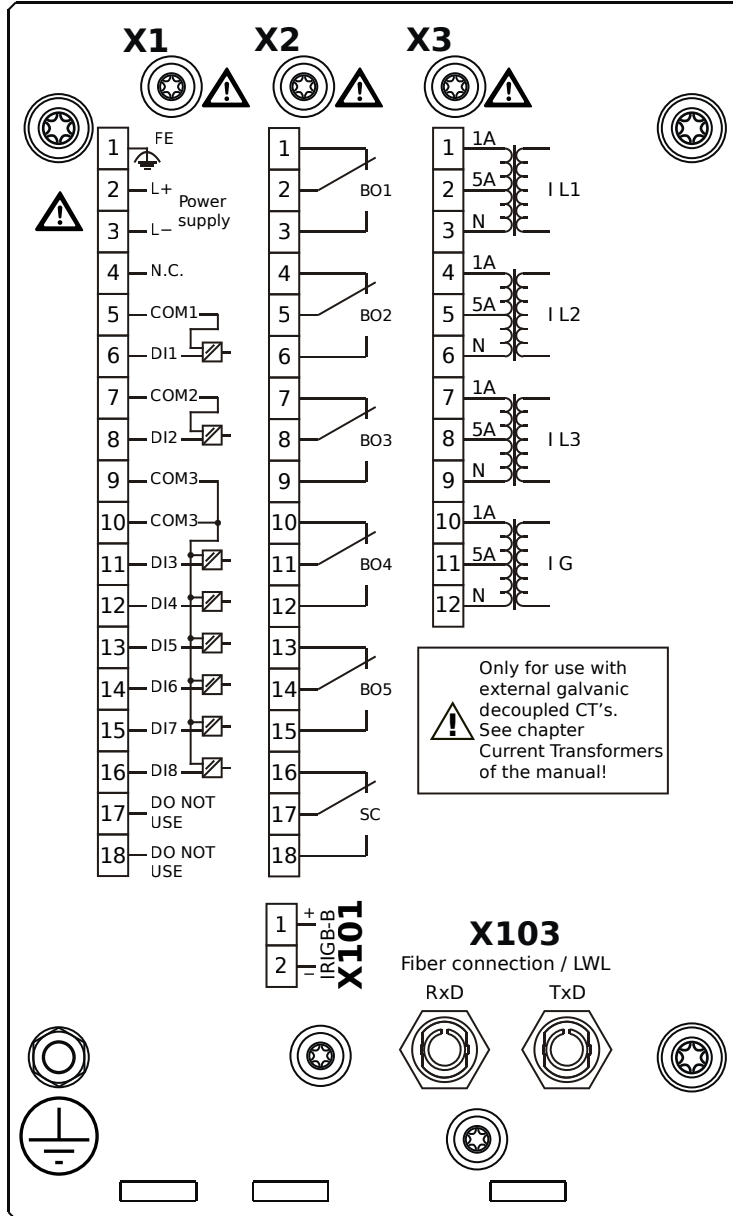 X1
X2
X3
1 FE
2 L+
Power
supply
3 L−
4 N.C.
5 COM1
6 DI1
7 COM2
8 DI2
9 COM3
10 COM3
11 DI3
12 DI4
13 DI5
14 DI6
15 DI7
16 DI8
17 DO NOT
USE
18 DO NOT
USE
1
2 BO1
3
4
5 BO2
6
7
8 BO3
9
10
11 BO4
12
13
14 BO5
15
16
17 SC
18
1 1A
2 5A I L1
3 N
4 1A
5 5A I L2
6 N
7 1A
8 5A I L3
9 N
10 1A
11 5A I G
12 N
! Only for use with
external galvanic
decoupled CT's.
See chapter
Current Transformers
of the manual!
1 +
2 −
IRIGB-B
X101
X103
Fiber connection / LWL
RxD TxD